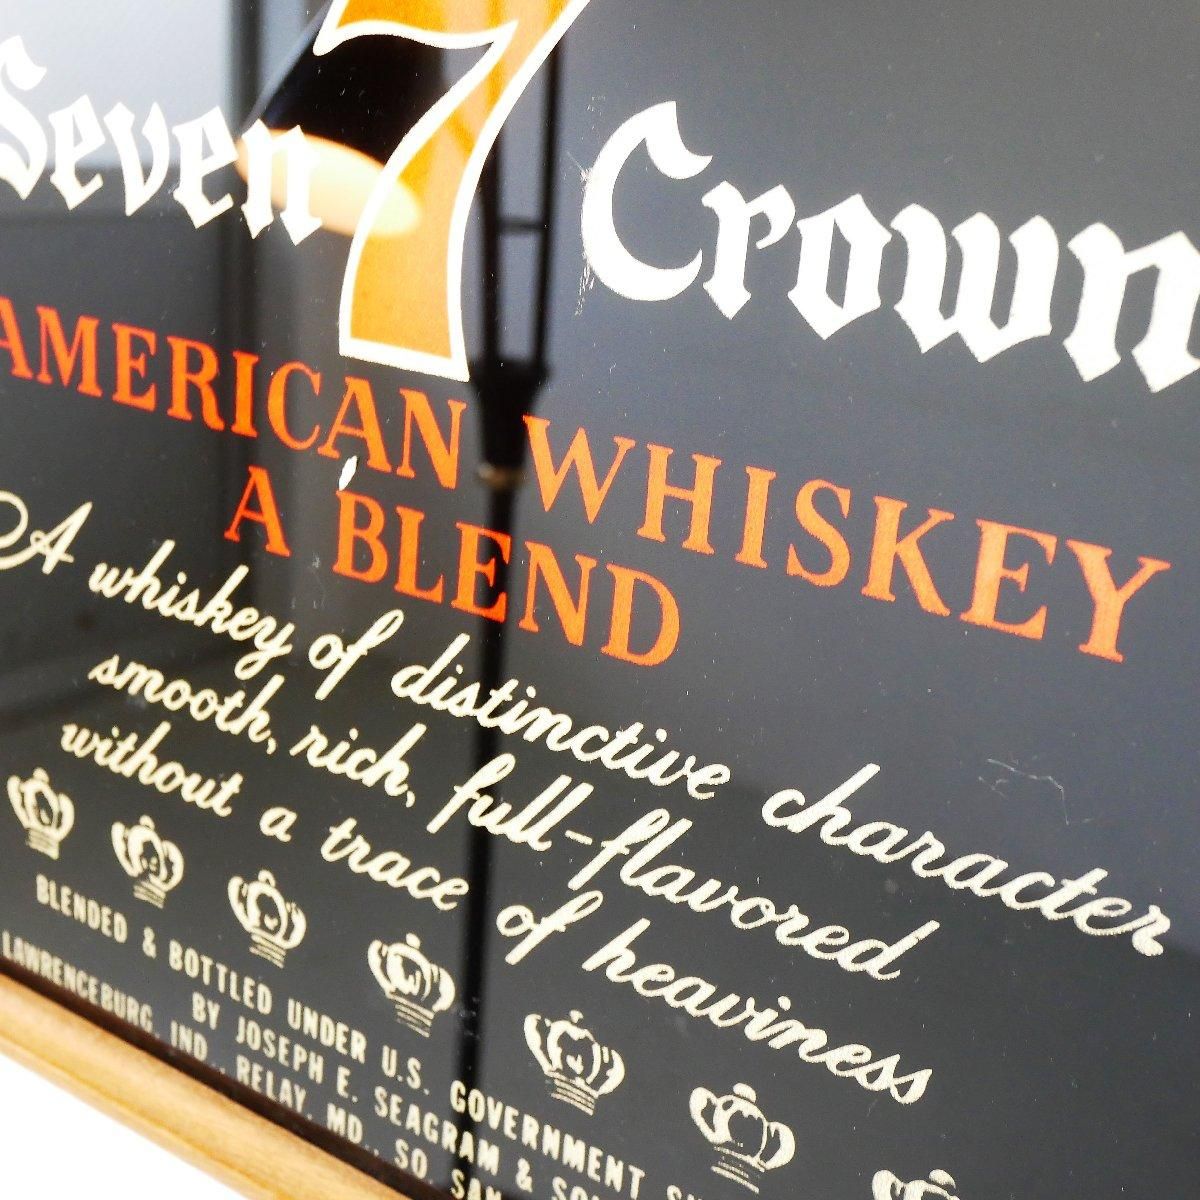 Seven 7 Crown
AMERICAN WHISKEY
A BLEND
A whiskey of distinctive character
smooth, rich, full-flavored
without a trace of heaviness
BLENDED & BOTTLED UNDER U.S. GOVERNMENT
BY JOSEPH E. SEAGRAM &
LAWRENCEBURG, IND., RELAY, MD., SO.